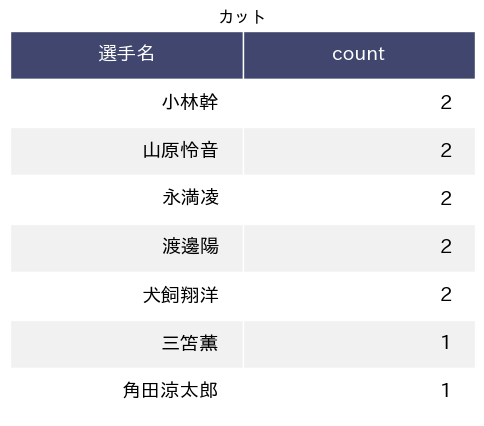 カット
選手名 count
小林幹 2
山原怜音 2
永満凌 2
渡邊陽 2
犬飼翔洋 2
三笘薫 1
角田涼太郎 1